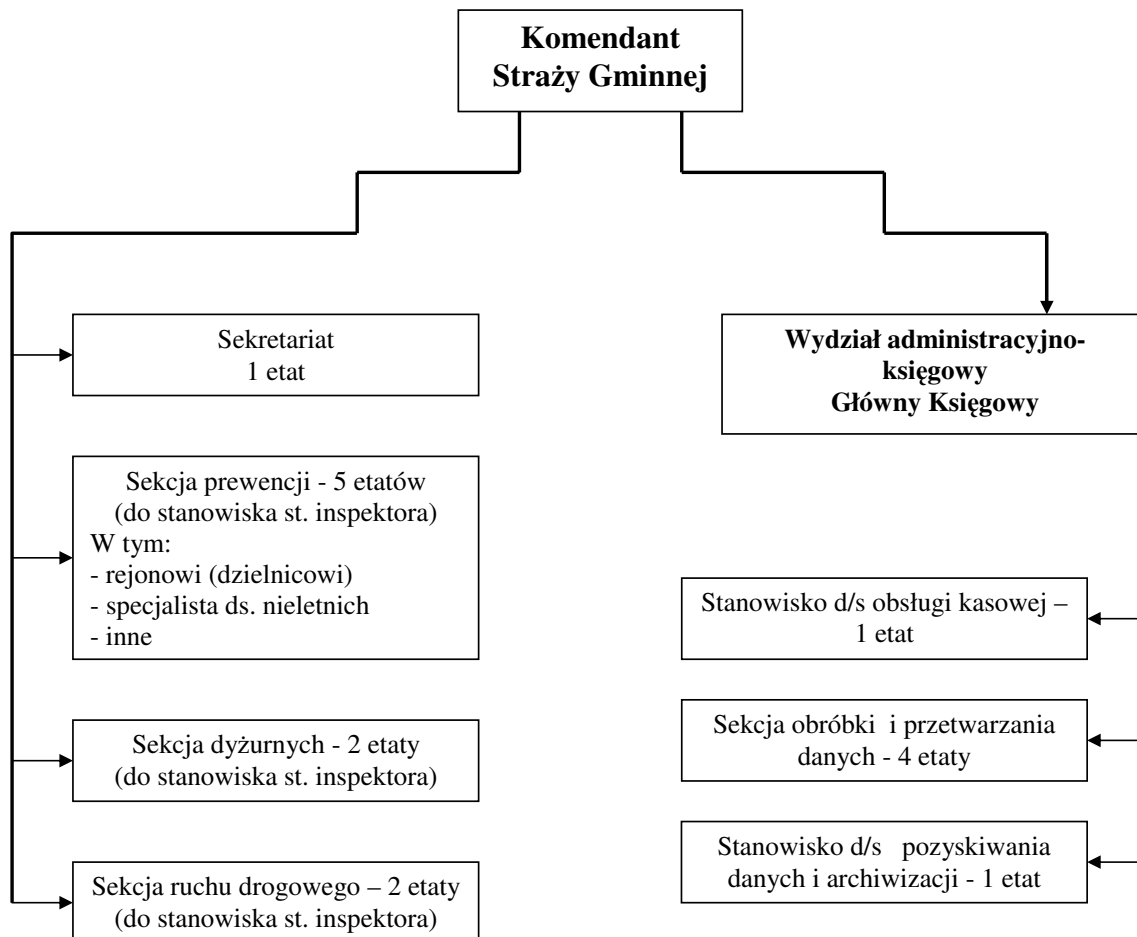 Komendant
Straży Gminnej
Sekretariat
1 etat
Sekcja prewencji - 5 etatów
(do stanowiska st. inspektora)
W tym:
- rejonowi (dzielnicowi)
- specjalista ds. nieletnich
- inne
Sekcja dyżurnych - 2 etaty
(do stanowiska st. inspektora)
Sekcja ruchu drogowego – 2 etaty
(do stanowiska st. inspektora)
Wydział administracyjno-
księgowy
Główny Księgowy
Stanowisko d/s obsługi kasowej –
1 etat
Sekcja obróbki i przetwarzania
danych - 4 etaty
Stanowisko d/s pozyskiwania
danych i archiwizacji - 1 etat